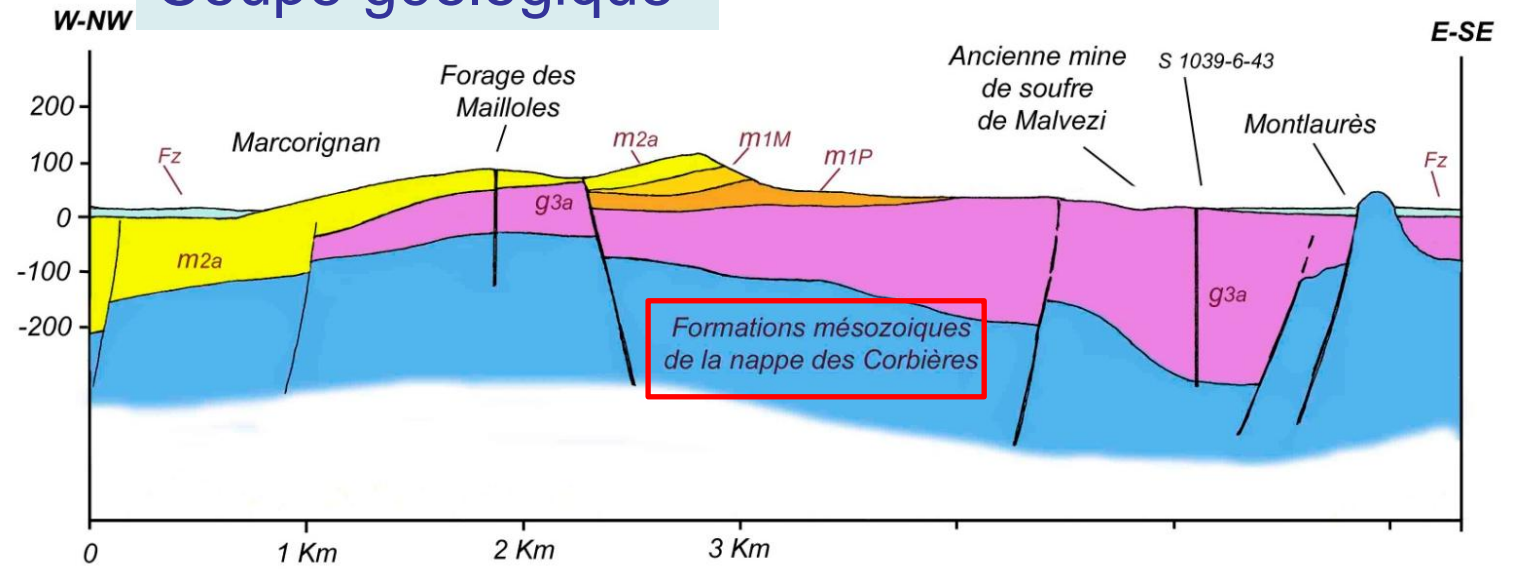 Coupe géologique
W-NW
E-SE
Forage des
Mailloles
Ancienne mine
de soufre
de Malvezi
S 1039-6-43
Montlaurès
Marcorignan
Fz
m2a
m1M
m1P
Fz
200
100
0
-100
-200
g3a
m2a
g3a
Formations mésozoiques
de la nappe des Corbières
0
1 Km
2 Km
3 Km